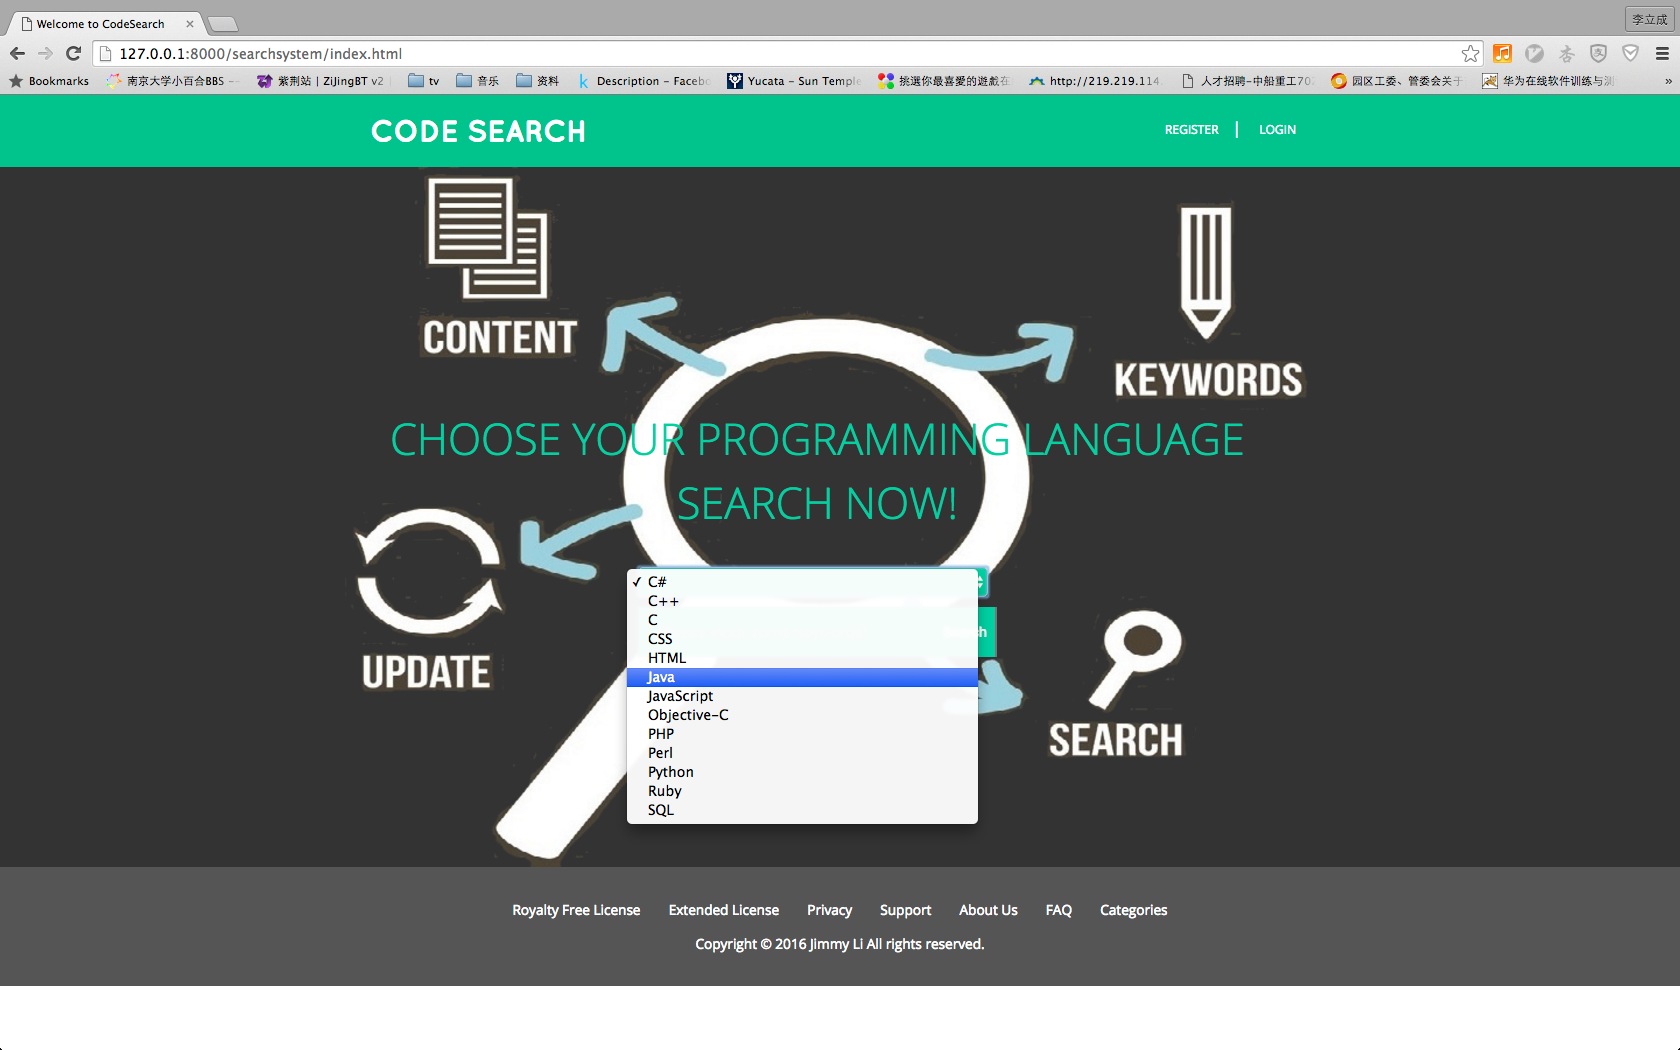 Welcome to CodeSearch
李立成
127.0.0.1:8000/searchsystem/index.html
Bookmarks 南京大学小百合BBS -- 紫荆站 | ZiJingBT v2 tv 音乐 资料 Description - Facebo Yucata - Sun Temple 挑選你最喜愛的遊戲在 http://219.219.114. 人才招聘-中船重工702 园区工委、管委会关于 华为在线软件训练与测 »
CODE SEARCH
REGISTER | LOGIN
CONTENT
KEYWORDS
CHOOSE YOUR PROGRAMMING LANGUAGE
SEARCH NOW!
✓ C#
C++
C
CSS
HTML
Java
JavaScript
Objective-C
PHP
Perl
Python
Ruby
SQL
UPDATE
SEARCH
Royalty Free License Extended License Privacy Support About Us FAQ Categories
Copyright © 2016 Jimmy Li All rights reserved.